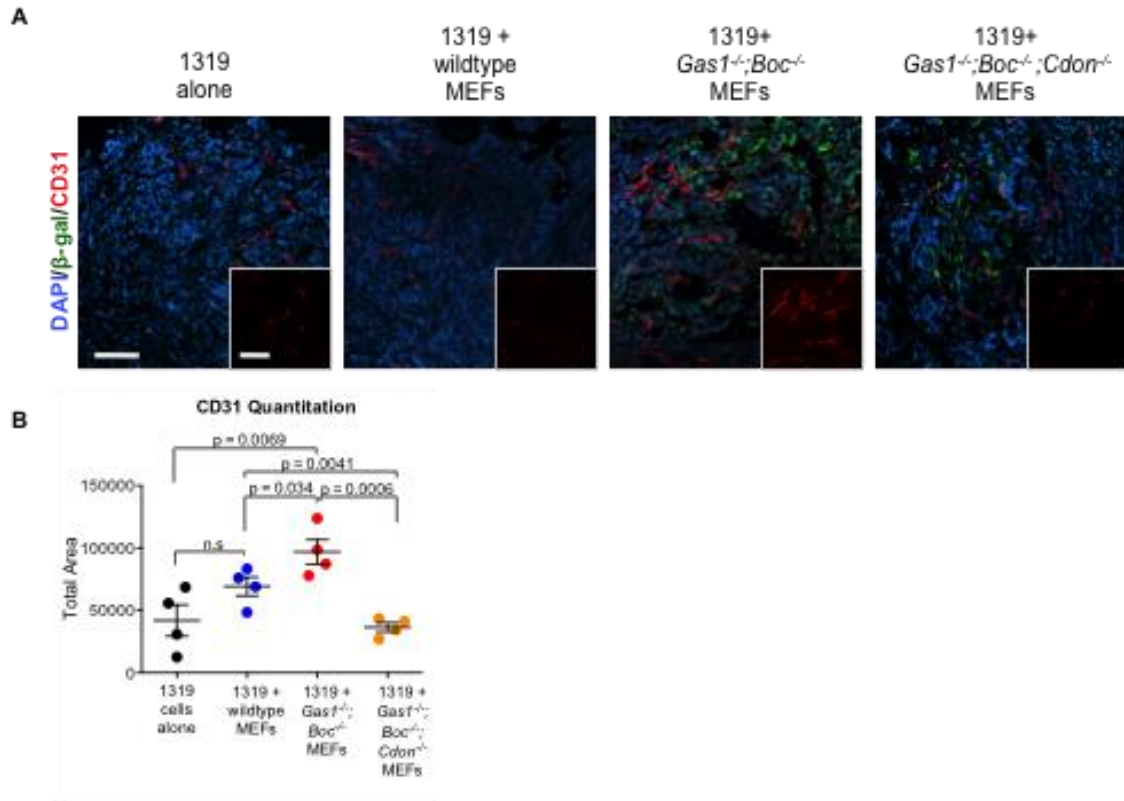 A
1319
alone
1319 +
wildtype
MEFs
1319+
Gas1-/-;Boc-/-
MEFs
1319+
Gas1-/-;Boc-/-;Cdon-/-
MEFs
DAPI/β-gal/CD31
B
CD31 Quantitation
p = 0.0069
p = 0.0041
p = 0.034
p = 0.0006
n.s
150000
100000
50000
0
Total Area
1319
cells
alone
1319 +
wildtype
MEFs
1319 +
Gas1-/-;
Boc-/-
MEFs
1319 +
Gas1-/-;
Boc-/-;
Cdon-/-
MEFs